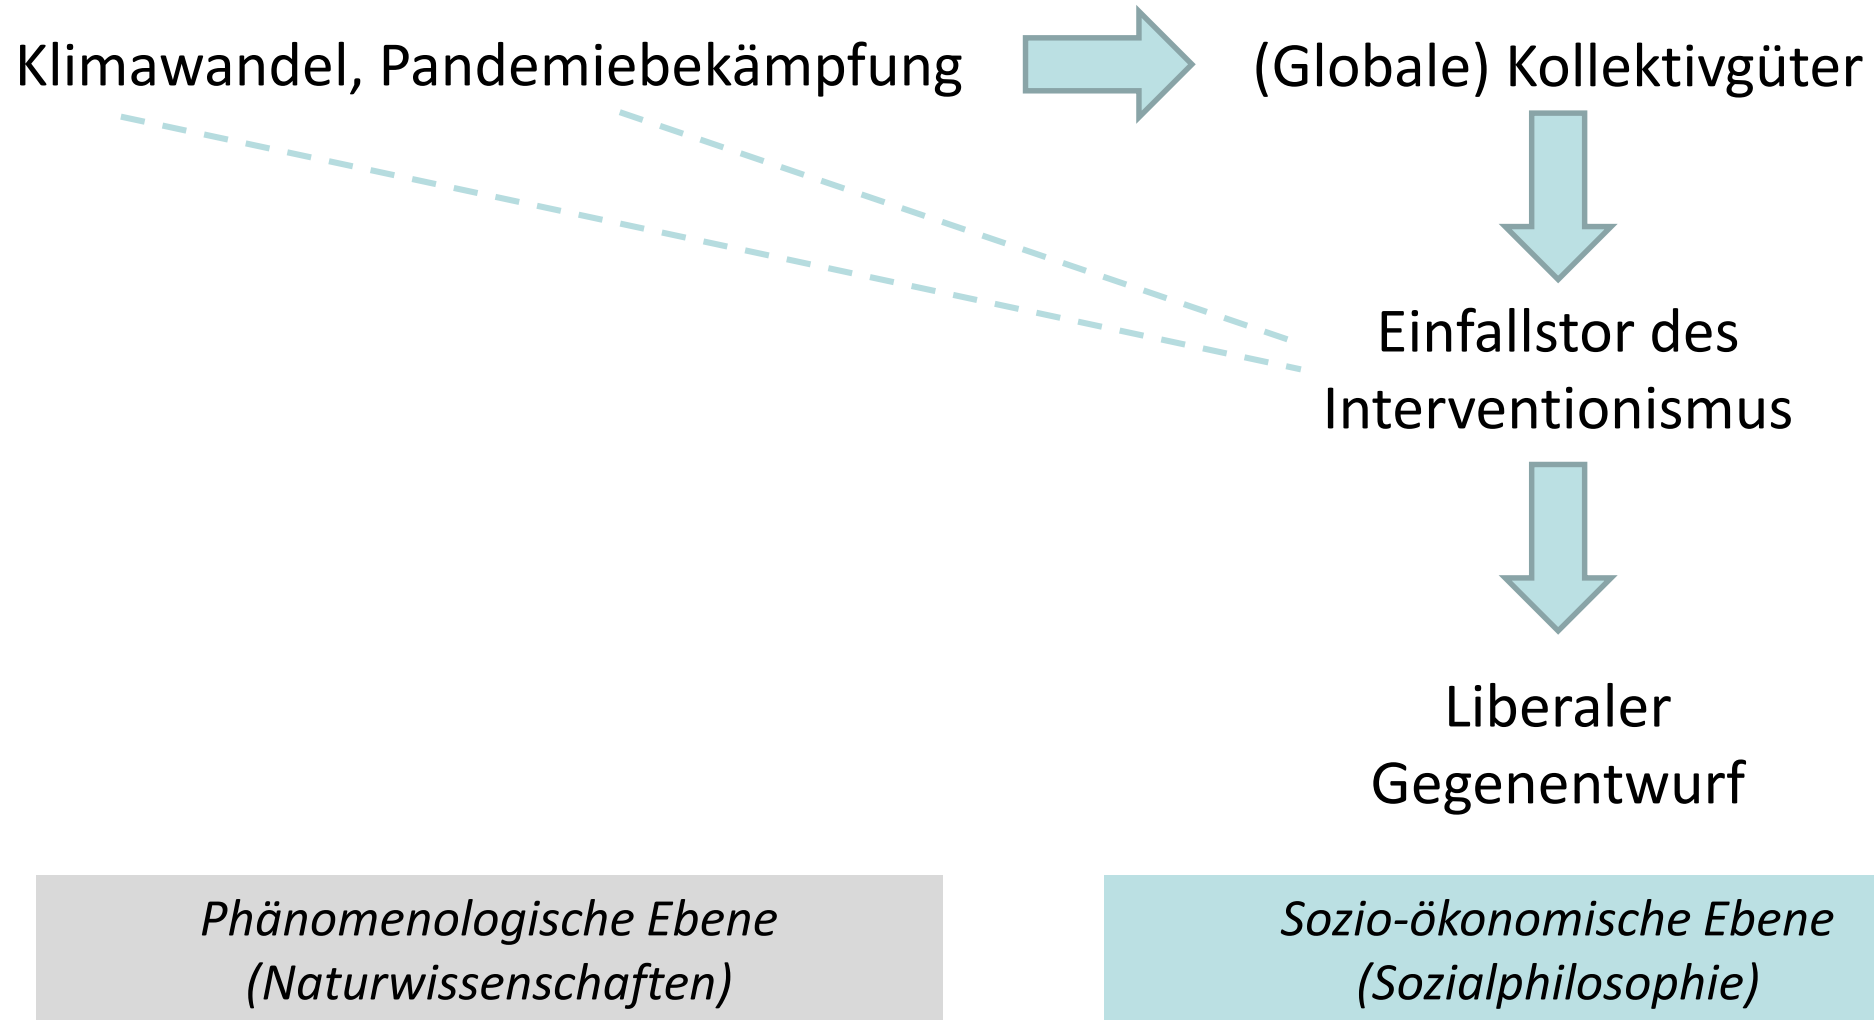 Klimawandel, Pandemiebekämpfung
(Globale) Kollektivgüter
Einfallstor des
Interventionismus
Liberaler
Gegenentwurf
Phänomenologische Ebene
(Naturwissenschaften)
Sozio-ökonomische Ebene
(Sozialphilosophie)